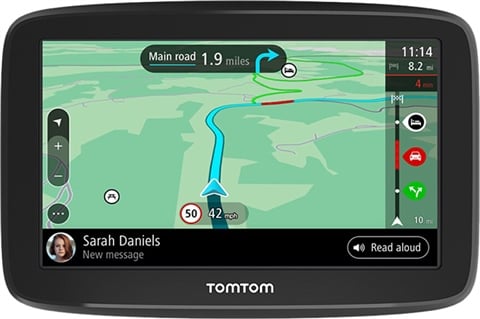 Main road 1.9 miles
11:14
8.2 mi
4 min
+
−
50 42 mph
10 mi
Sarah Daniels
New message
Read aloud
TOMTOM